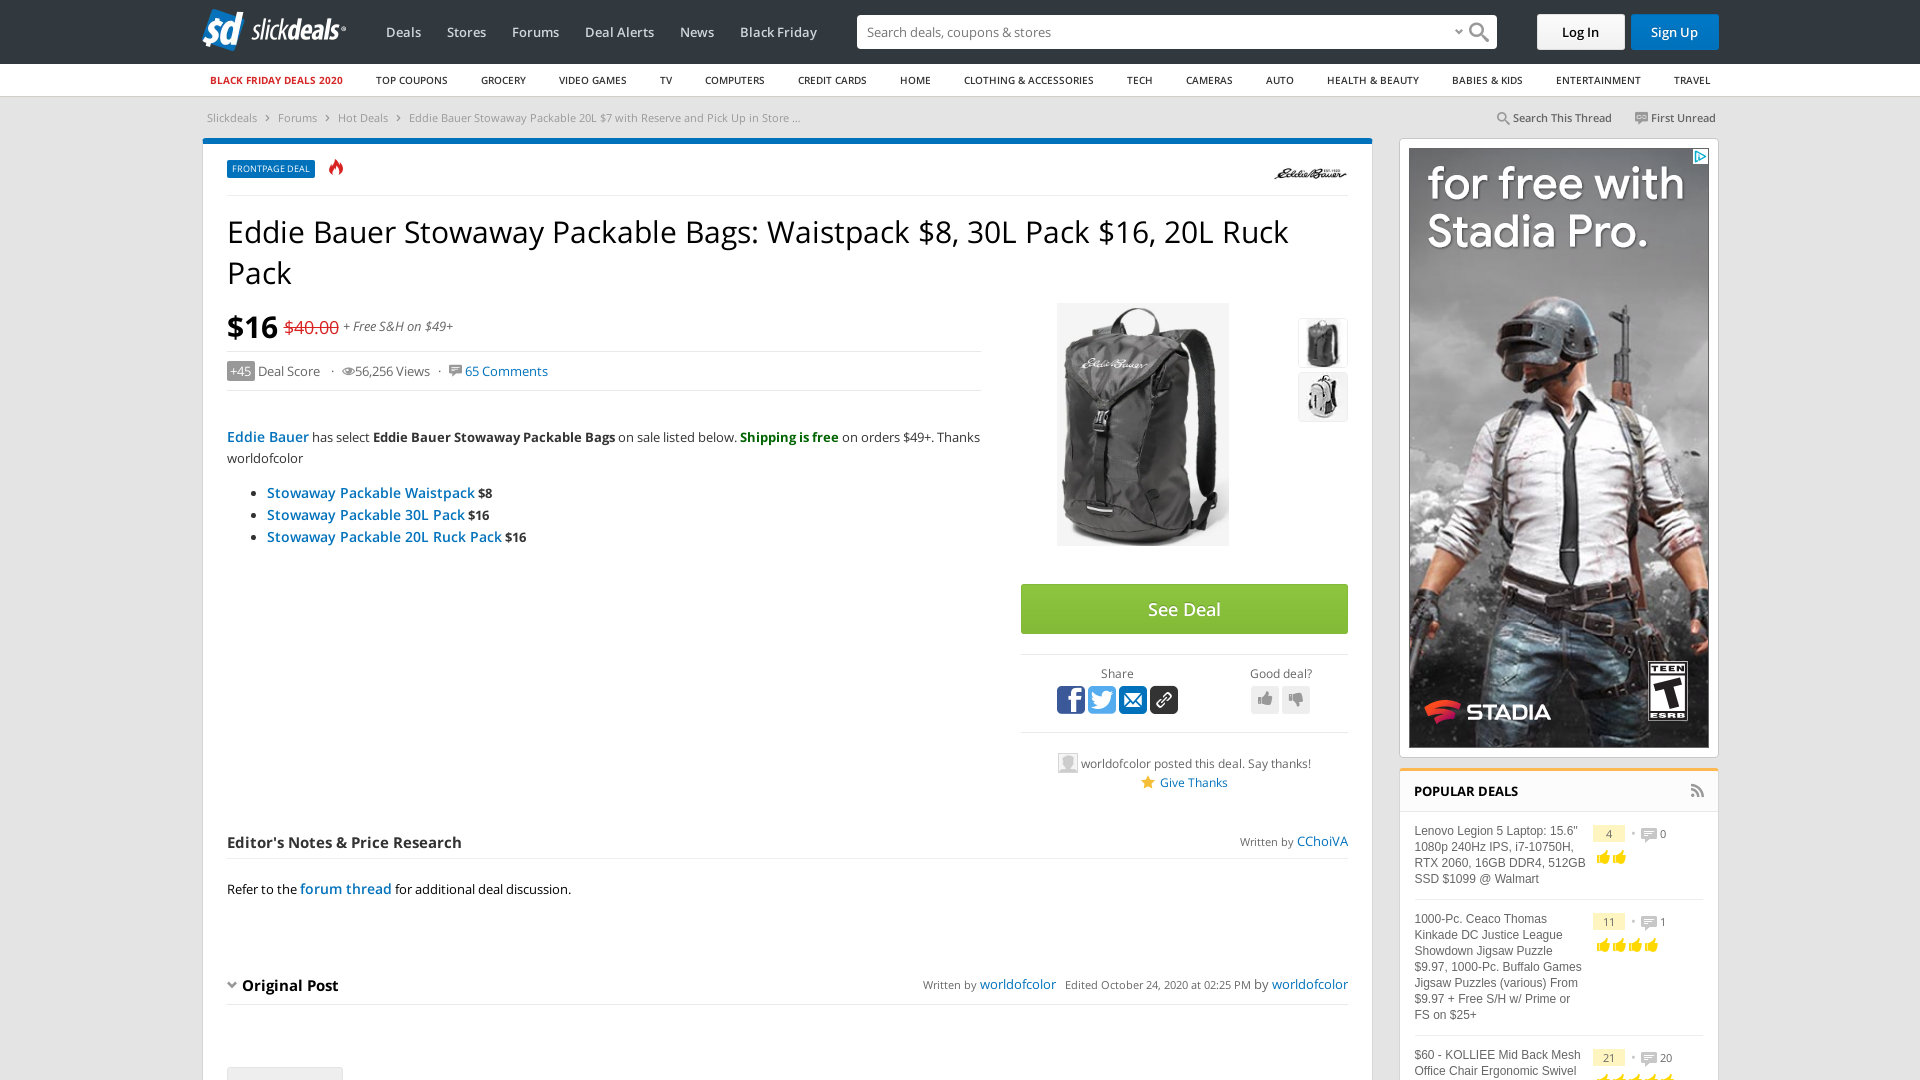 slickdeals
Deals Stores Forums Deal Alerts News Black Friday
Search deals, coupons & shopping
Log In Sign Up
BLACK FRIDAY DEALS 2020 TOP COUPONS GROCERY VIDEO GAMES TV COMPUTERS CREDIT CARDS HOME CLOTHING & ACCESSORIES TECH CAMERAS AUTO HEALTH & BEAUTY BABIES & KIDS ENTERTAINMENT TRAVEL
Slickdeals › Forums › Hot Deals › Eddie Bauer Stowaway Packable 20L $7 with Reserve and Pick Up in Store ...
Search This Thread First Unread
FRONTPAGE DEAL
Eddie Bauer
Eddie Bauer Stowaway Packable Bags: Waistpack $8, 30L Pack $16, 20L Ruck
Pack
$16 $40.00 + Free S&H on $49+
+45 Deal Score · 56,256 Views · 65 Comments
Eddie Bauer has select Eddie Bauer Stowaway Packable Bags on sale listed below. Shipping is free on orders $49+. Thanks
worldofcolor
• Stowaway Packable Waistpack $8
• Stowaway Packable 30L Pack $16
• Stowaway Packable 20L Ruck Pack $16
Eddie Bauer
See Deal
Share Good deal?
worldofcolor posted this deal. Say thanks!
Give Thanks
Editor's Notes & Price Research
Written by CChoiVA
Refer to the forum thread for additional deal discussion.
Original Post
Written by worldofcolor Edited October 24, 2020 at 02:25 PM by worldofcolor
for free with
Stadia Pro.
STADIA
TEEN
T
ESRB
POPULAR DEALS
Lenovo Legion 5 Laptop: 15.6"
1080p 240Hz IPS, i7-10750H,
RTX 2060, 16GB DDR4, 512GB
SSD $1099 @ Walmart
4 • 0
1000-Pc. Ceaco Thomas
Kinkade DC Justice League
Showdown Jigsaw Puzzle
$9.97, 1000-Pc. Buffalo Games
Jigsaw Puzzles (various) From
$9.97 + Free S/H w/ Prime or
FS on $25+
11 • 1
$60 - KOLLIEE Mid Back Mesh
Office Chair Ergonomic Swivel
21 • 20